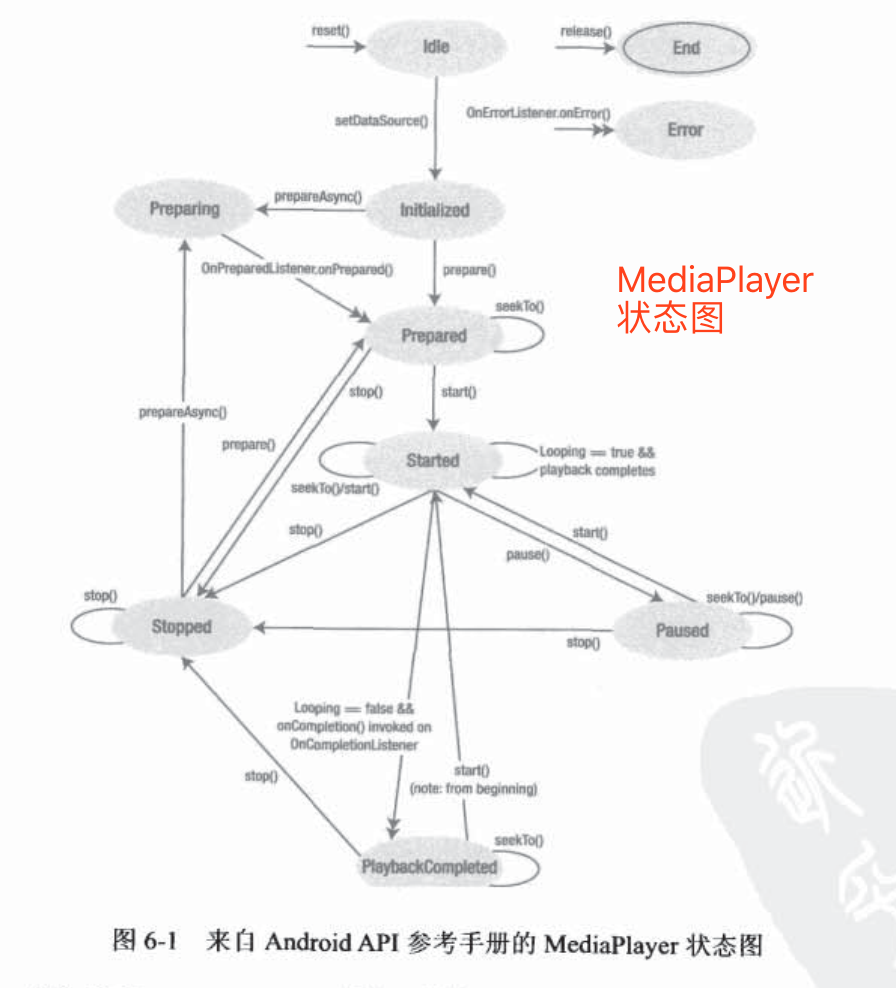 reset()
Idle
release()
End
setDataSource()
OnErrorListener.onError()
Error
Preparing
prepareAsync()
Initialized
OnPreparedListener.onPrepared()
prepare()
MediaPlayer
状态图
seekTo()
Prepared
stop()
start()
prepareAsync()
prepare()
Started
Looping == true &&
playback completes
seekTo()/start()
stop()
start()
pause()
stop()
seekTo()/pause()
Stopped
Paused
stop()
Looping == false &&
onCompletion() invoked on
OnCompletionListener
stop()
start()
(note: from beginning)
seekTo()
PlaybackCompleted
图 6-1 来自 Android API 参考手册的 MediaPlayer 状态图